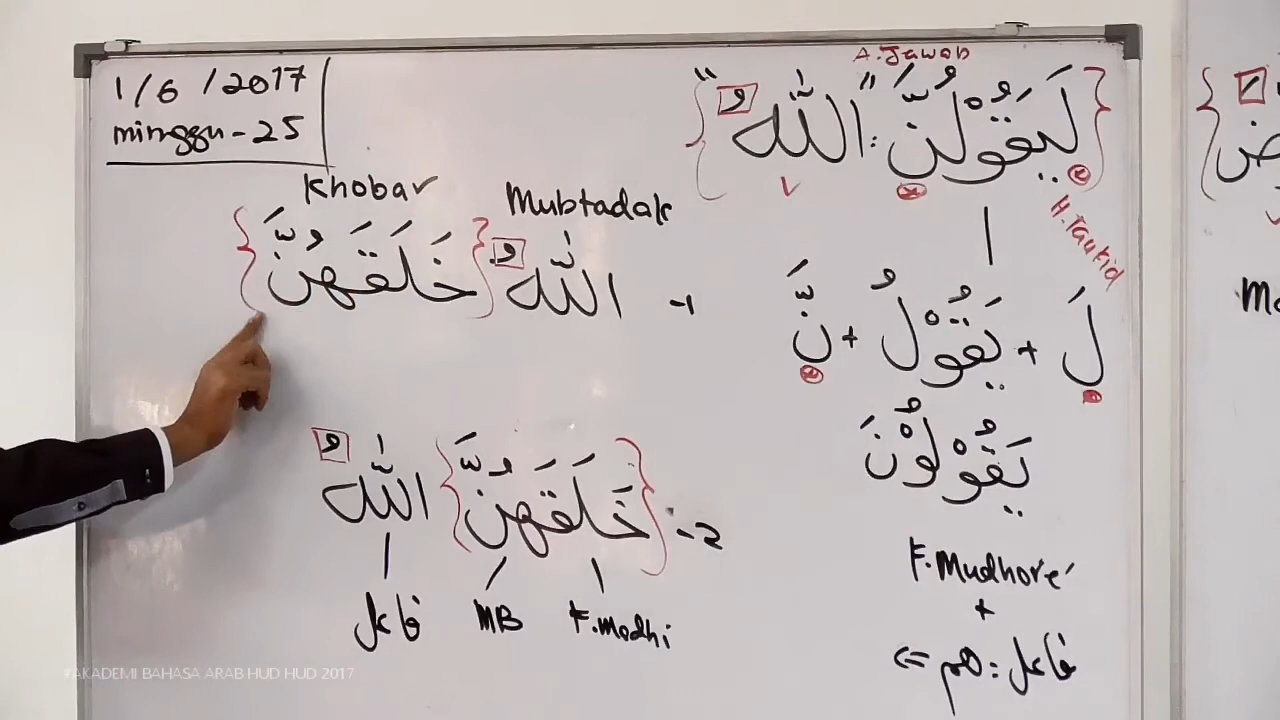 1/6/2017
minggu-25
A. Jawab
لَيَقُوْلُنَّ : "اللّٰهُ"
H. Taukid
لَ + يَقُوْلُ + نَّ
يَقُوْلُوْنَ
F. Mudhore'
+
فاعل : هم ⇐
Khobar Mubtadak
1- اللّٰهُ {خَلَقَهُنَّ}
2- {خَلَقَهُنَّ} اللّٰهُ
F. Madhi MB فاعل
AKADEMI BAHASA ARAB HUD HUD 2017